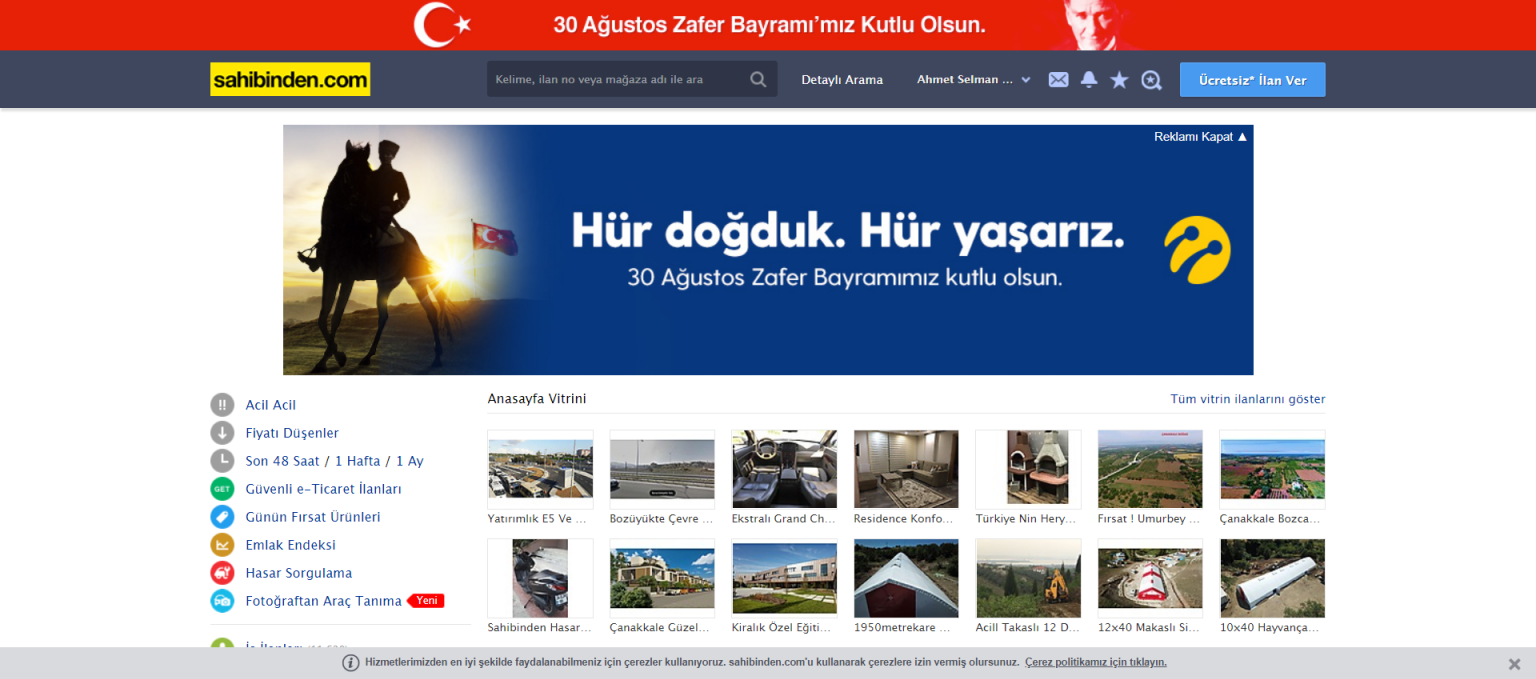 30 Ağustos Zafer Bayramı'mız Kutlu Olsun.
sahibinden.com
Kelime, ilan no veya mağaza adı ile ara
Detaylı Arama
Ahmet Selman ...
Ücretsiz* İlan Ver
Reklamı Kapat ▲
Hür doğduk. Hür yaşarız.
30 Ağustos Zafer Bayramımız kutlu olsun.
Acil Acil
Fiyatı Düşenler
Son 48 Saat / 1 Hafta / 1 Ay
GET
Güvenli e-Ticaret İlanları
Günün Fırsat Ürünleri
Emlak Endeksi
Hasar Sorgulama
Fotoğraftan Araç Tanıma
Yeni
Anasayfa Vitrini
Tüm vitrin ilanlarını göster
Yatırımlık E5 Ve ...
Bozüyükte Çevre ...
Ekstralı Grand Ch...
Residence Konfo...
Türkiye Nin Hery...
Fırsat ! Umurbey ...
Çanakkale Bozca...
Sahibinden Hasar...
Çanakkale Güzel...
Kiralık Özel Eğiti...
1950metrekare ...
Acill Takaslı 12 D...
12x40 Makaslı Si...
10x40 Hayvança...
Hizmetlerimizden en iyi şekilde faydalanabilmeniz için çerezler kullanıyoruz. sahibinden.com'u kullanarak çerezlere izin vermiş olursunuz. Çerez politikamız için tıklayın.